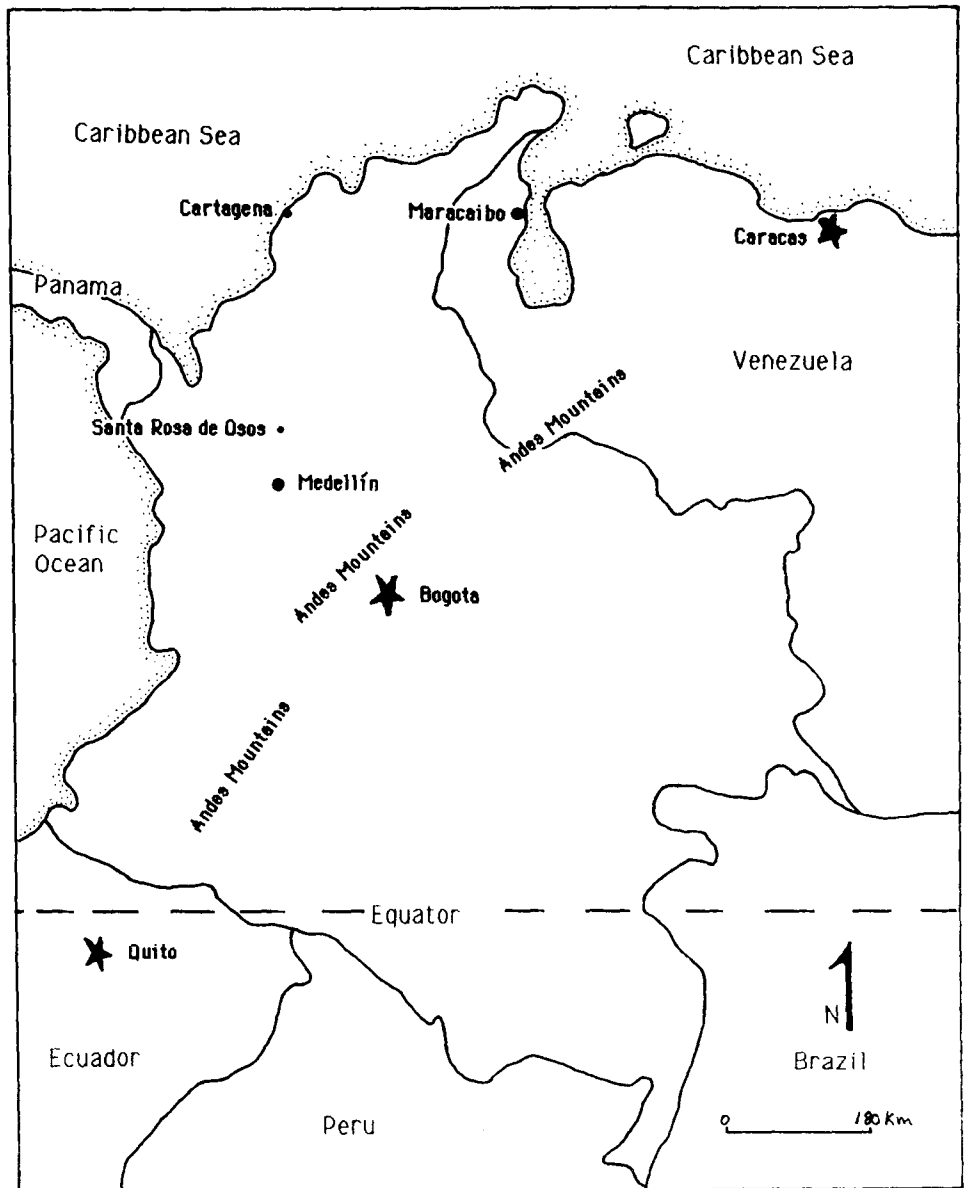 Caribbean Sea
Caribbean Sea
Cartagena
Maracaibo
Caracas
Panama
Venezuela
Andes Mountains
Santa Rosa de Osos
Medellín
Pacific
Ocean
Andes Mountains
Bogota
Andes Mountains
Equator
Quito
N
Ecuador
Brazil
0 180 Km
Peru